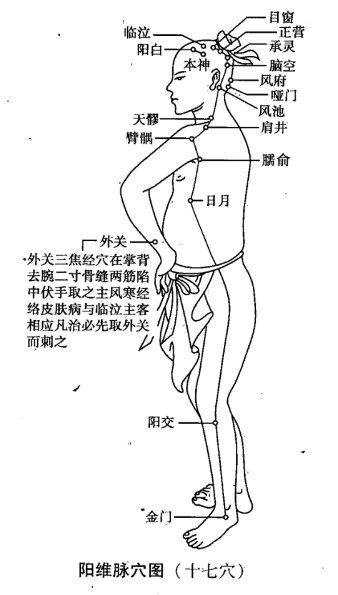 目窗
正营
承灵
脑空
风府
哑门
风池
肩井
临泣
阳白
本神
天髎
臂髃
臑俞
日月
外关
外关三焦经穴在掌背
去腕二寸骨缝两筋陷
中伏手取之主风寒经
络皮肤病与临泣主客
相应凡治必先取外关
而刺之
阳交
金门
阳维脉穴图（十七穴）